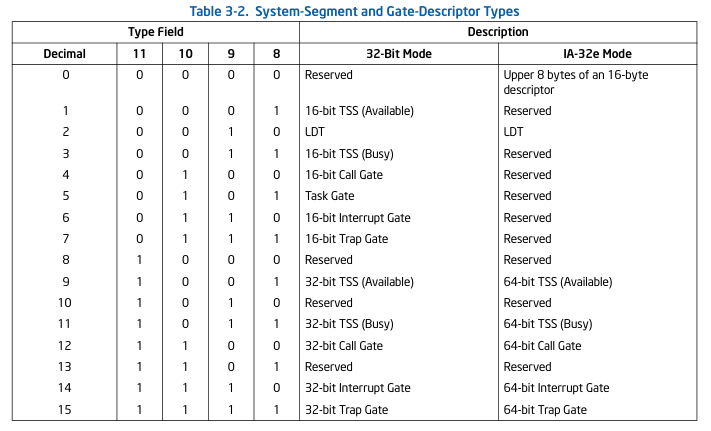 Table 3-2. System-Segment and Gate-Descriptor Types
Type Field Description
Decimal 11 10 9 8 32-Bit Mode IA-32e Mode
0 0 0 0 0 Reserved Upper 8 bytes of an 16-byte
descriptor
1 0 0 0 1 16-bit TSS (Available) Reserved
2 0 0 1 0 LDT LDT
3 0 0 1 1 16-bit TSS (Busy) Reserved
4 0 1 0 0 16-bit Call Gate Reserved
5 0 1 0 1 Task Gate Reserved
6 0 1 1 0 16-bit Interrupt Gate Reserved
7 0 1 1 1 16-bit Trap Gate Reserved
8 1 0 0 0 Reserved Reserved
9 1 0 0 1 32-bit TSS (Available) 64-bit TSS (Available)
10 1 0 1 0 Reserved Reserved
11 1 0 1 1 32-bit TSS (Busy) 64-bit TSS (Busy)
12 1 1 0 0 32-bit Call Gate 64-bit Call Gate
13 1 1 0 1 Reserved Reserved
14 1 1 1 0 32-bit Interrupt Gate 64-bit Interrupt Gate
15 1 1 1 1 32-bit Trap Gate 64-bit Trap Gate